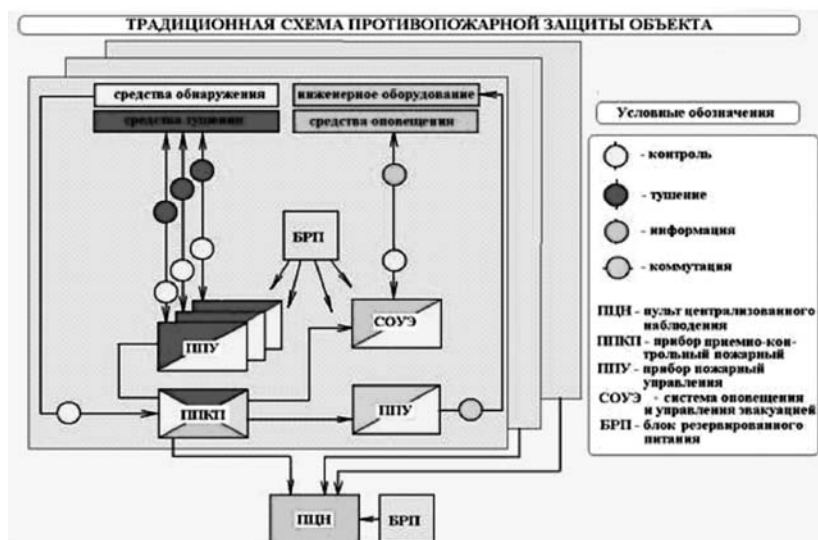 ТРАДИЦИОННАЯ СХЕМА ПРОТИВОПОЖАРНОЙ ЗАЩИТЫ ОБЪЕКТА
средства обнаружения
инженерное оборудование
средства тушения
средства оповещения
БРП
ППУ
СОУЭ
ППКП
ППУ
ПЦН
БРП
Условные обозначения
- контроль
- тушение
- информация
- коммутация
ПЦН - пульт централизованного
наблюдения
ППКП - прибор приемно-кон-
трольный пожарный
ППУ - прибор пожарного
управления
СОУЭ - система оповещения
и управления эвакуацией
БРП - блок резервированного
питания